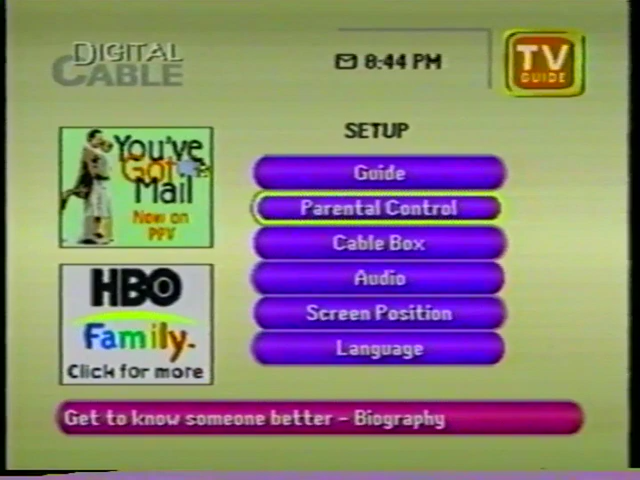 DIGITAL
CABLE
8:44 PM
TV
GUIDE
SETUP
You've
Got
Mail
Now on
PPV
HBO
Family.
Click for more
Guide
Parental Control
Cable Box
Audio
Screen Position
Language
Get to know someone better - Biography